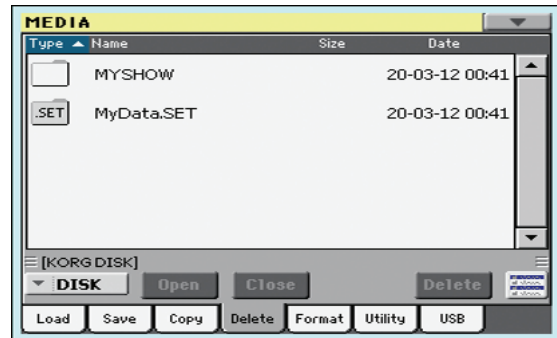 MEDIA
Type Name Size Date
MYSHOW 20-03-12 00:41
.SET MyData.SET 20-03-12 00:41
[KORG DISK]
DISK Open Close Delete
Load Save Copy Delete Format Utility USB